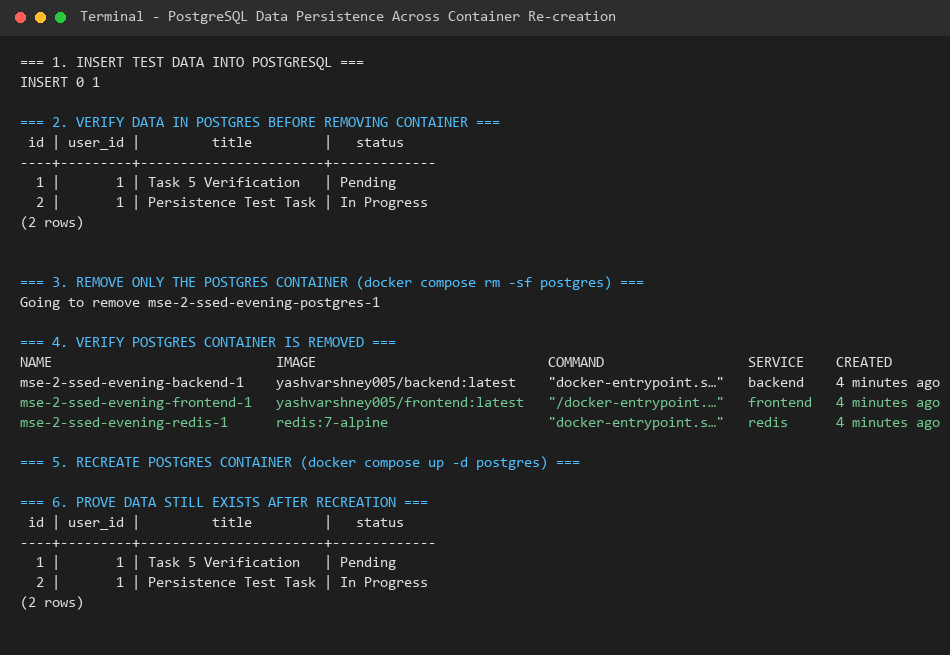 Terminal - PostgreSQL Data Persistence Across Container Re-creation
=== 1. INSERT TEST DATA INTO POSTGRESQL ===
INSERT 0 1
=== 2. VERIFY DATA IN POSTGRES BEFORE REMOVING CONTAINER ===
 id | user_id |         title         |   status
----+---------+-----------------------+-------------
  1 |       1 | Task 5 Verification   | Pending
  2 |       1 | Persistence Test Task | In Progress
(2 rows)
=== 3. REMOVE ONLY THE POSTGRES CONTAINER (docker compose rm -sf postgres) ===
Going to remove mse-2-ssed-evening-postgres-1
=== 4. VERIFY POSTGRES CONTAINER IS REMOVED ===
NAME                            IMAGE                             COMMAND                  SERVICE    CREATED
mse-2-ssed-evening-backend-1    yashvarshney005/backend:latest    "docker-entrypoint.s…"   backend    4 minutes ago
mse-2-ssed-evening-frontend-1   yashvarshney005/frontend:latest   "/docker-entrypoint.…"   frontend   4 minutes ago
mse-2-ssed-evening-redis-1      redis:7-alpine                    "docker-entrypoint.s…"   redis      4 minutes ago
=== 5. RECREATE POSTGRES CONTAINER (docker compose up -d postgres) ===
=== 6. PROVE DATA STILL EXISTS AFTER RECREATION ===
 id | user_id |         title         |   status
----+---------+-----------------------+-------------
  1 |       1 | Task 5 Verification   | Pending
  2 |       1 | Persistence Test Task | In Progress
(2 rows)